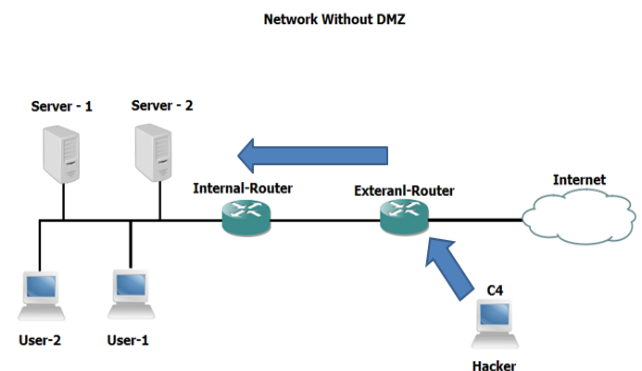 Network Without DMZ
Server - 1
Server - 2
Internal-Router
Exteranl-Router
Internet
C4
User-2
User-1
Hacker